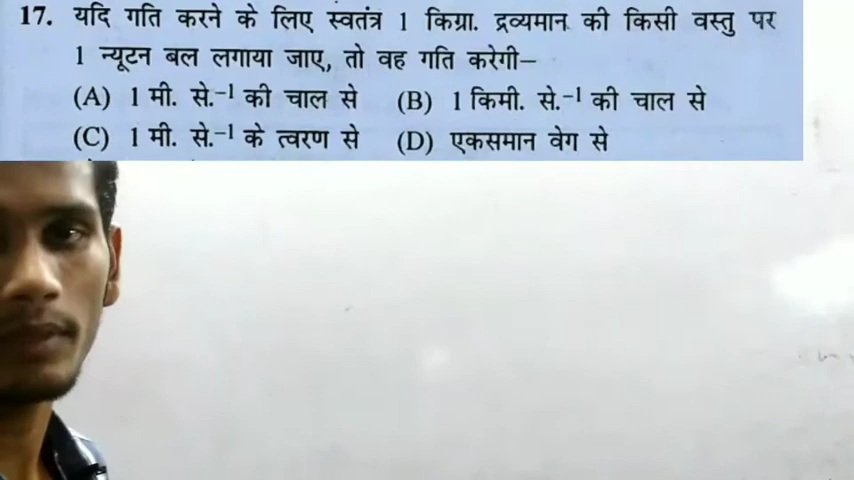 17. यदि गति करने के लिए स्वतंत्र 1 किग्रा. द्रव्यमान की किसी वस्तु पर
1 न्यूटन बल लगाया जाए, तो वह गति करेगी–
(A) 1 मी. से.⁻¹ की चाल से (B) 1 किमी. से.⁻¹ की चाल से
(C) 1 मी. से.⁻¹ के त्वरण से (D) एकसमान वेग से